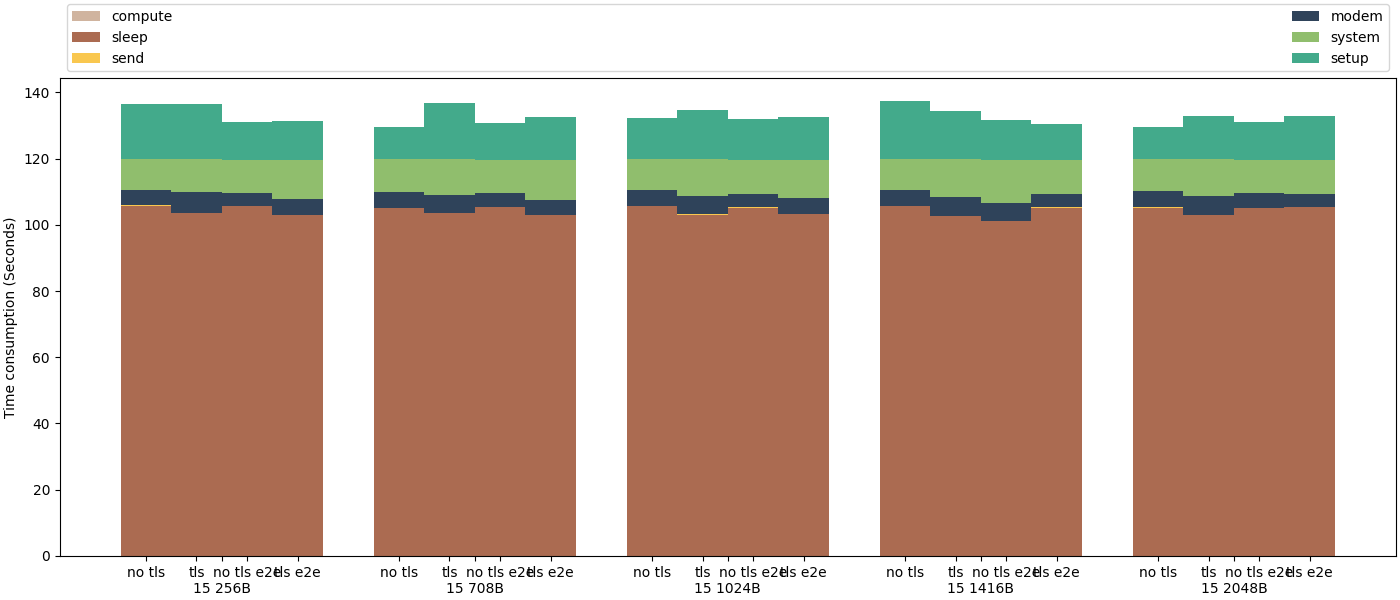 compute
sleep
send
modem
system
setup
Time consumption (Seconds)
140
120
100
80
60
40
20
0
no tls tls no tls e2e tls e2e no tls tls no tls e2e tls e2e no tls tls no tls e2e tls e2e no tls tls no tls e2e tls e2e no tls tls no tls e2e tls e2e
15 256B 15 708B 15 1024B 15 1416B 15 2048B